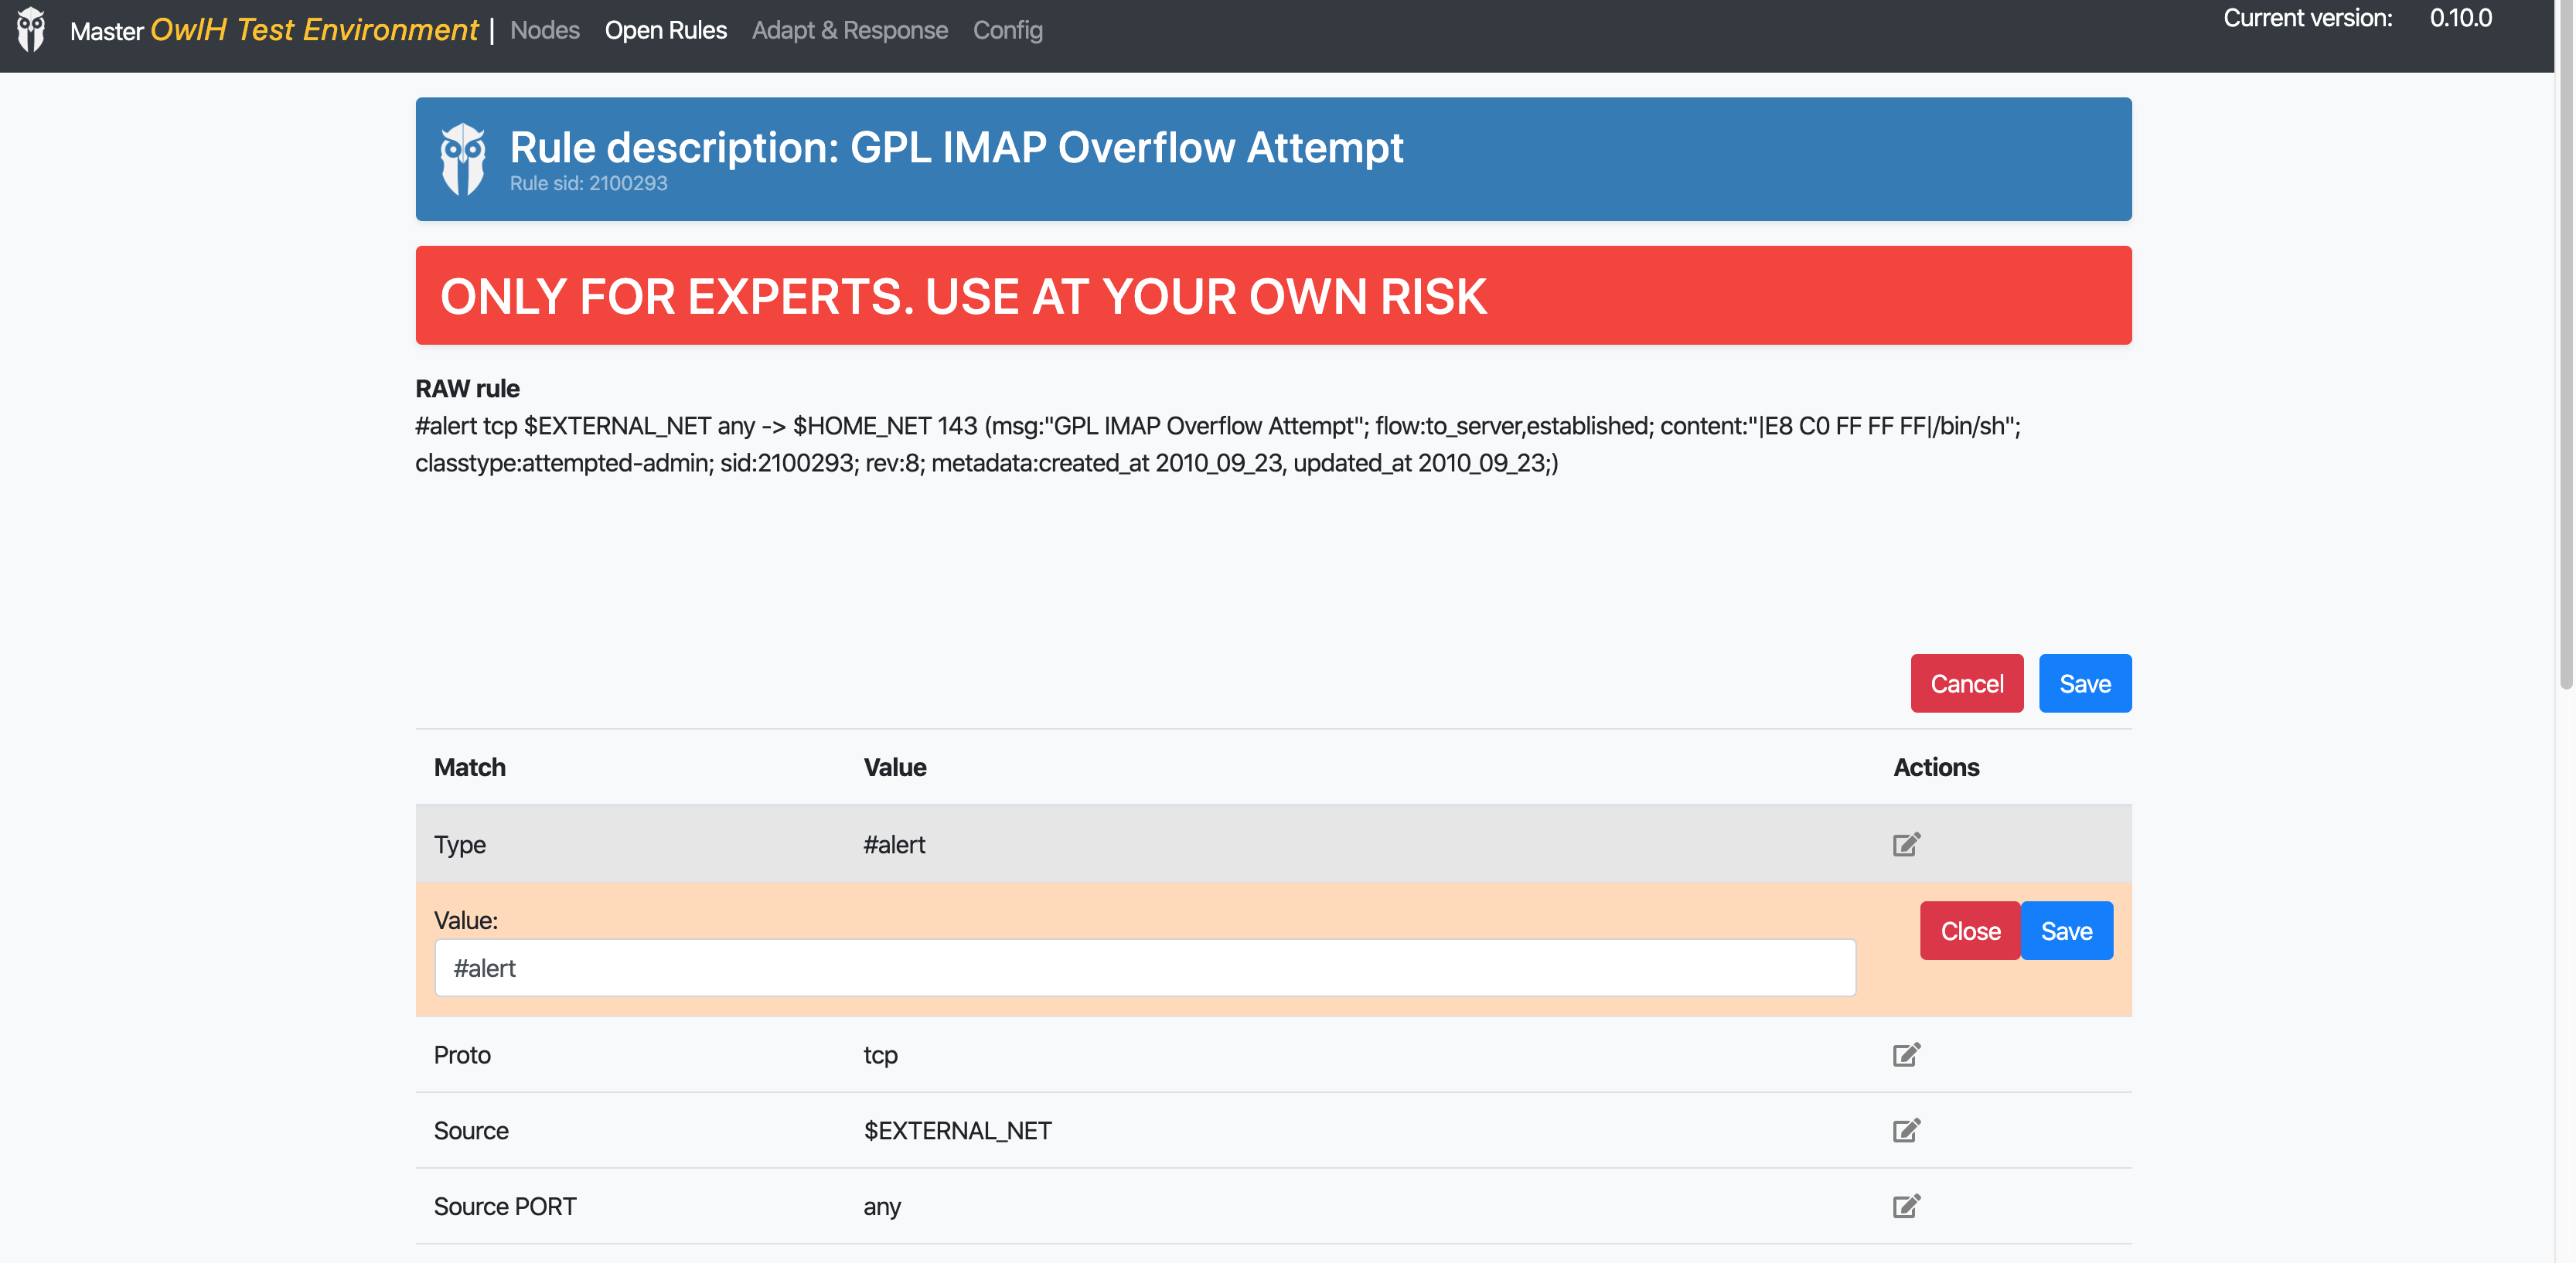 Master OwlH Test Environment | Nodes Open Rules Adapt & Response Config Current version: 0.10.0
Rule description: GPL IMAP Overflow Attempt
Rule sid: 2100293
ONLY FOR EXPERTS. USE AT YOUR OWN RISK
RAW rule
#alert tcp $EXTERNAL_NET any -> $HOME_NET 143 (msg:"GPL IMAP Overflow Attempt"; flow:to_server,established; content:"|E8 C0 FF FF FF|/bin/sh";
classtype:attempted-admin; sid:2100293; rev:8; metadata:created_at 2010_09_23, updated_at 2010_09_23;)
Cancel Save
Match Value Actions
Type #alert
Value:
Close Save
#alert
Proto tcp
Source $EXTERNAL_NET
Source PORT any